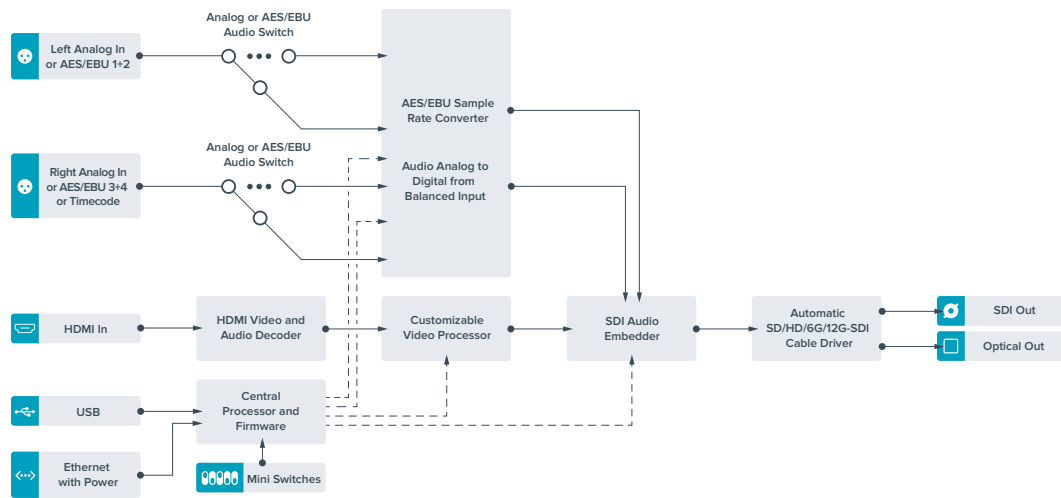 Analog or AES/EBU
Audio Switch
Left Analog In
or AES/EBU 1+2
AES/EBU Sample
Rate Converter
Analog or AES/EBU
Audio Switch
Right Analog In
or AES/EBU 3+4
or Timecode
Audio Analog to
Digital from
Balanced Input
HDMI In
HDMI Video and
Audio Decoder
Customizable
Video Processor
SDI Audio
Embedder
Automatic
SD/HD/6G/12G-SDI
Cable Driver
SDI Out
Optical Out
USB
Central
Processor and
Firmware
Ethernet
with Power
Mini Switches